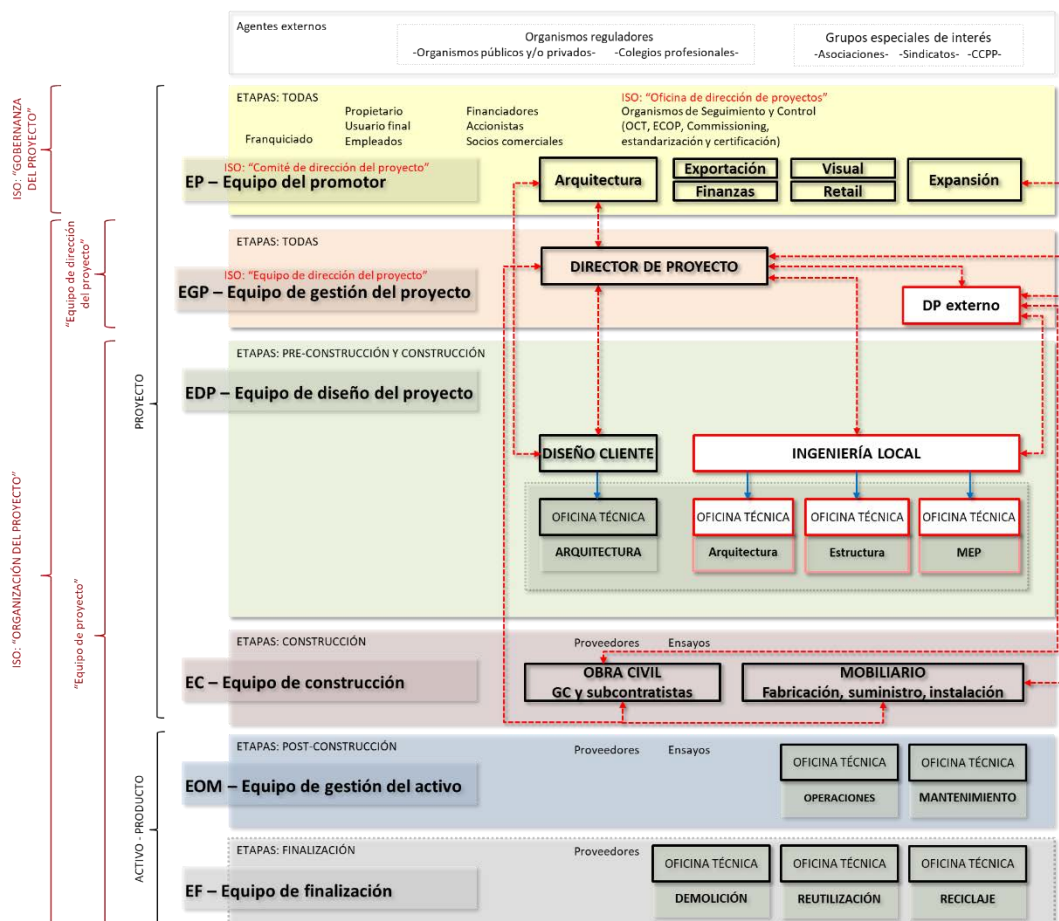 Agentes externos
Organismos reguladores
-Organismos públicos y/o privados-
-Colegios profesionales-
Grupos especiales de interés
-Asociaciones- -Sindicatos- -CCPP-
ISO: "GOBERNANZA
DEL PROYECTO"
ETAPAS: TODAS
Franquiciado
Propietario
Usuario final
Empleados
Financiadores
Accionistas
Socios comerciales
ISO: "Oficina de dirección de proyectos"
Organismos de Seguimiento y Control
(OCT, ECOP, Commissioning,
estandarización y certificación)
ISO: "Comité de dirección del proyecto"
EP – Equipo del promotor
Arquitectura
Exportación
Finanzas
Visual
Retail
Expansión
"Equipo de dirección
del proyecto"
ETAPAS: TODAS
ISO: "Equipo de dirección del proyecto"
EGP – Equipo de gestión del proyecto
DIRECTOR DE PROYECTO
DP externo
PROYECTO
ETAPAS: PRE-CONSTRUCCIÓN Y CONSTRUCCIÓN
EDP – Equipo de diseño del proyecto
DISEÑO CLIENTE
INGENIERÍA LOCAL
OFICINA TÉCNICA
ARQUITECTURA
OFICINA TÉCNICA
Arquitectura
OFICINA TÉCNICA
Estructura
OFICINA TÉCNICA
MEP
ISO: "ORGANIZACIÓN DEL PROYECTO"
"Equipo de proyecto"
ETAPAS: CONSTRUCCIÓN
Proveedores
Ensayos
EC – Equipo de construcción
OBRA CIVIL
GC y subcontratistas
MOBILIARIO
Fabricación, suministro, instalación
ACTIVO - PRODUCTO
ETAPAS: POST-CONSTRUCCIÓN
Proveedores
Ensayos
EOM – Equipo de gestión del activo
OFICINA TÉCNICA
OPERACIONES
OFICINA TÉCNICA
MANTENIMIENTO
ETAPAS: FINALIZACIÓN
Proveedores
EF – Equipo de finalización
OFICINA TÉCNICA
DEMOLICIÓN
OFICINA TÉCNICA
REUTILIZACIÓN
OFICINA TÉCNICA
RECICLAJE